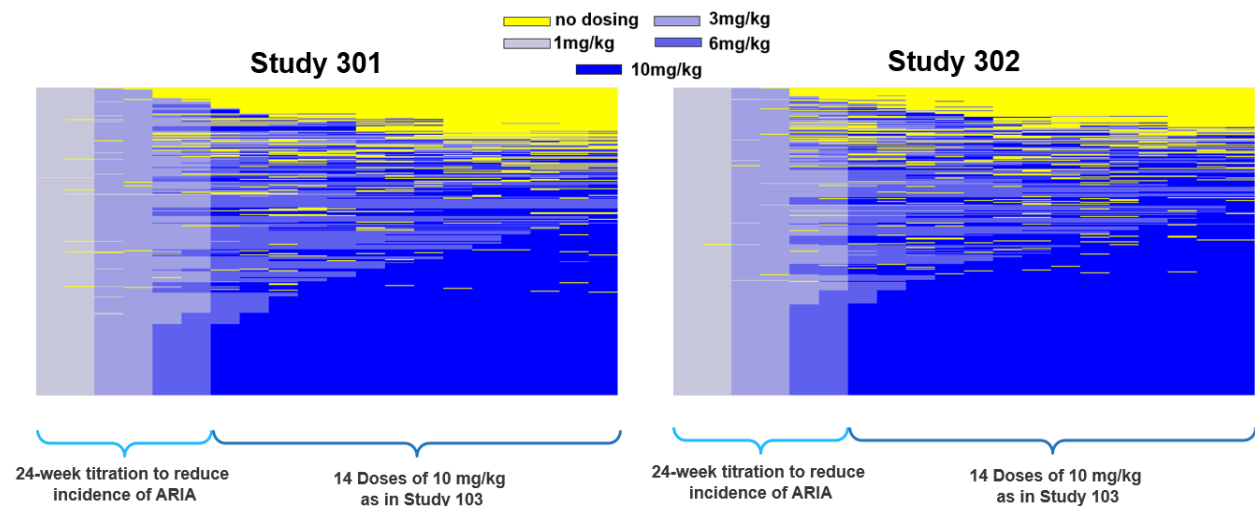 no dosing
3mg/kg
1mg/kg
6mg/kg
10mg/kg
Study 301
Study 302
24-week titration to reduce
incidence of ARIA
14 Doses of 10 mg/kg
as in Study 103
24-week titration to reduce
incidence of ARIA
14 Doses of 10 mg/kg
as in Study 103